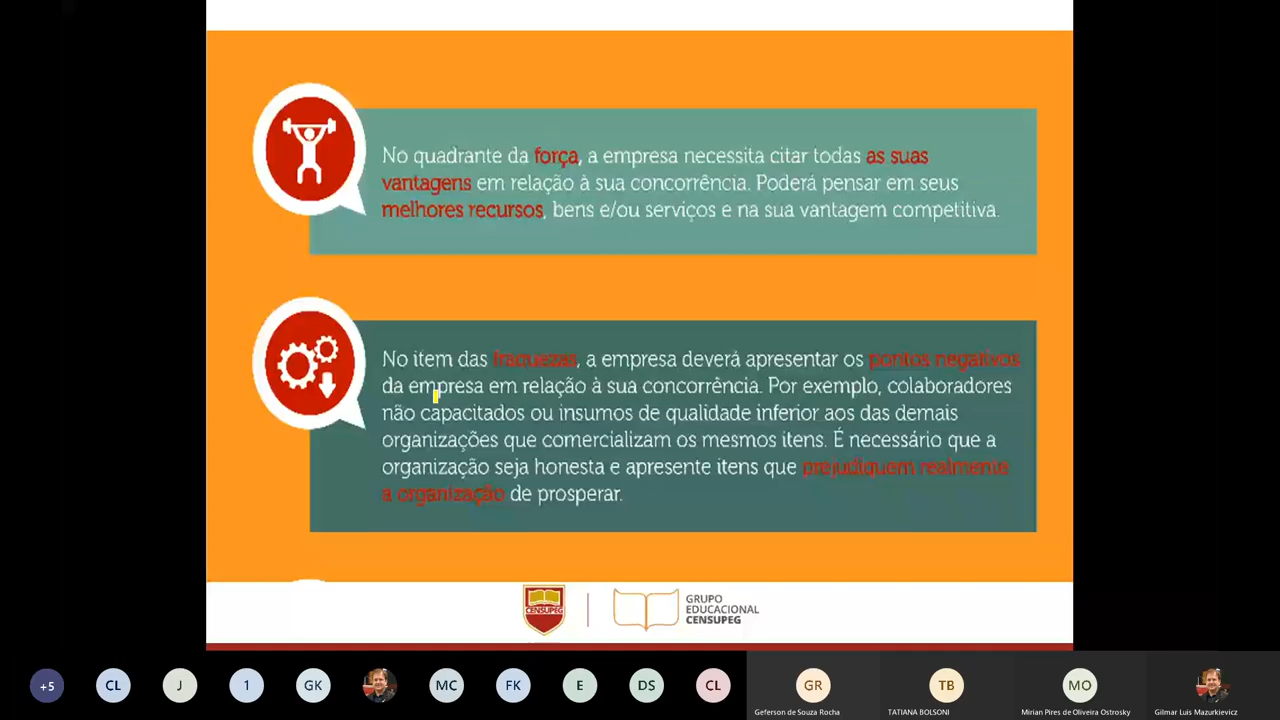 No quadrante da força, a empresa necessita citar todas as suas
vantagens em relação à sua concorrência. Poderá pensar em seus
melhores recursos, bens e/ou serviços e na sua vantagem competitiva.
No item das fraquezas, a empresa deverá apresentar os pontos negativos
da empresa em relação à sua concorrência. Por exemplo, colaboradores
não capacitados ou insumos de qualidade inferior aos das demais
organizações que comercializam os mesmos itens. É necessário que a
organização seja honesta e apresente itens que prejudiquem realmente
a organização de prosperar.
CENSUPEG
GRUPO
EDUCACIONAL
CENSUPEG
+5
CL
J
1
GK
MC
FK
E
DS
CL
GR
TB
MO
Geferson de Souza Rocha
TATIANA BOLSONI
Mirian Pires de Oliveira Ostrosky
Gilmar Luis Mazurkievicz